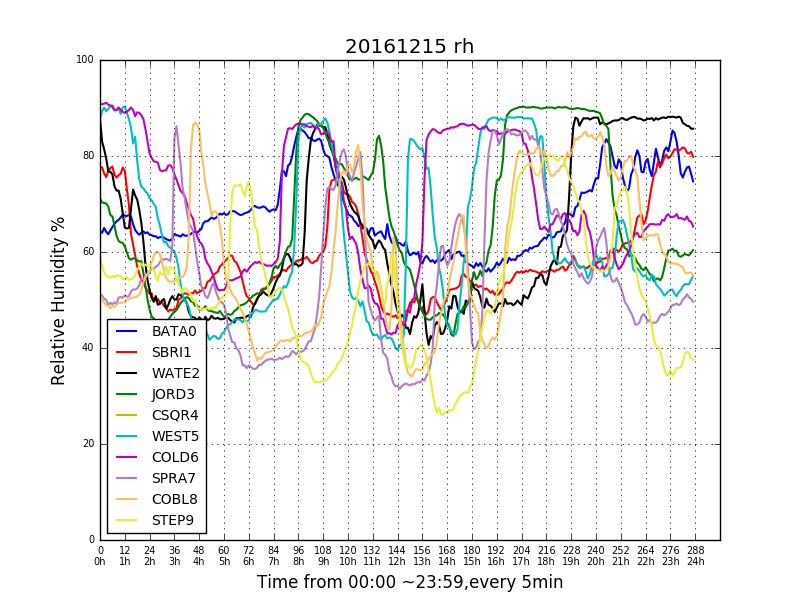 20161215 rh
Relative Humidity %
100
80
60
40
20
0
BATA0
SBRI1
WATE2
JORD3
CSQR4
WEST5
COLD6
SPRA7
COBL8
STEP9
0 12 24 36 48 60 72 84 96 108 120 132 144 156 168 180 192 204 216 228 240 252 264 276 288
0h 1h 2h 3h 4h 5h 6h 7h 8h 9h 10h 11h 12h 13h 14h 15h 16h 17h 18h 19h 20h 21h 22h 23h 24h
Time from 00:00 ~23:59,every 5min